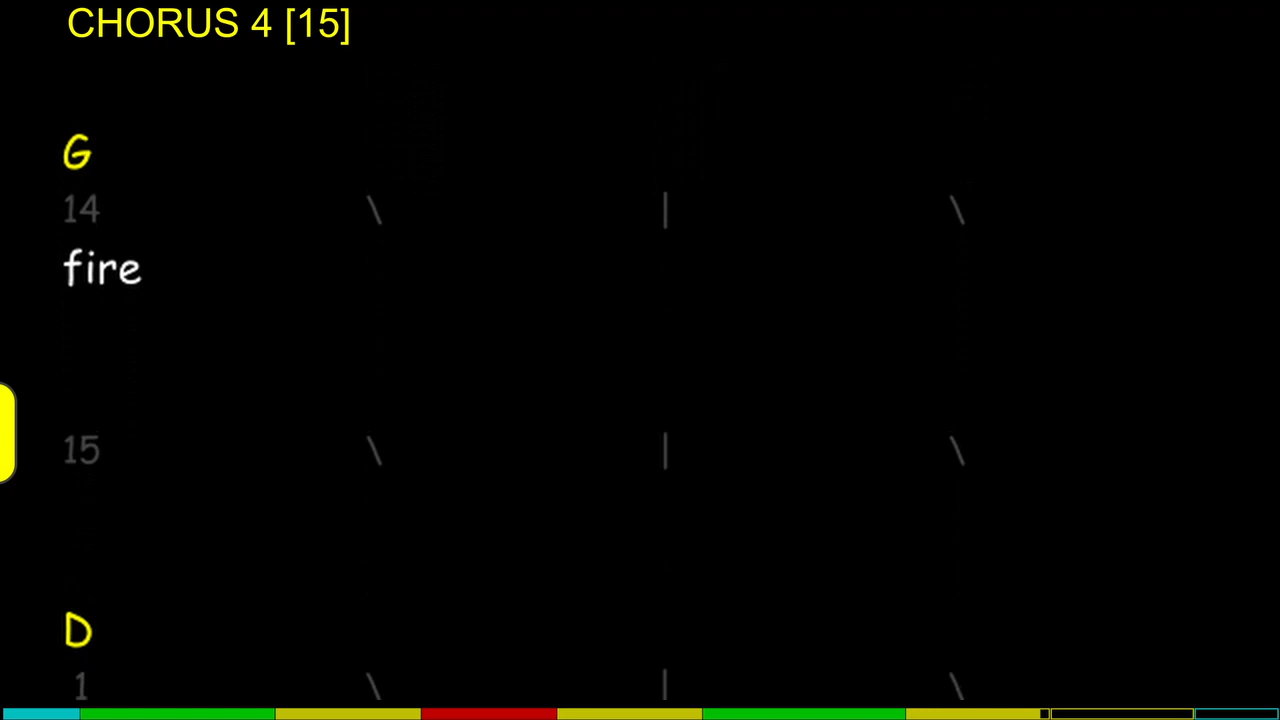 CHORUS 4 [15]
G
14 \ | \
fire
15 \ | \
D
1 \ | \